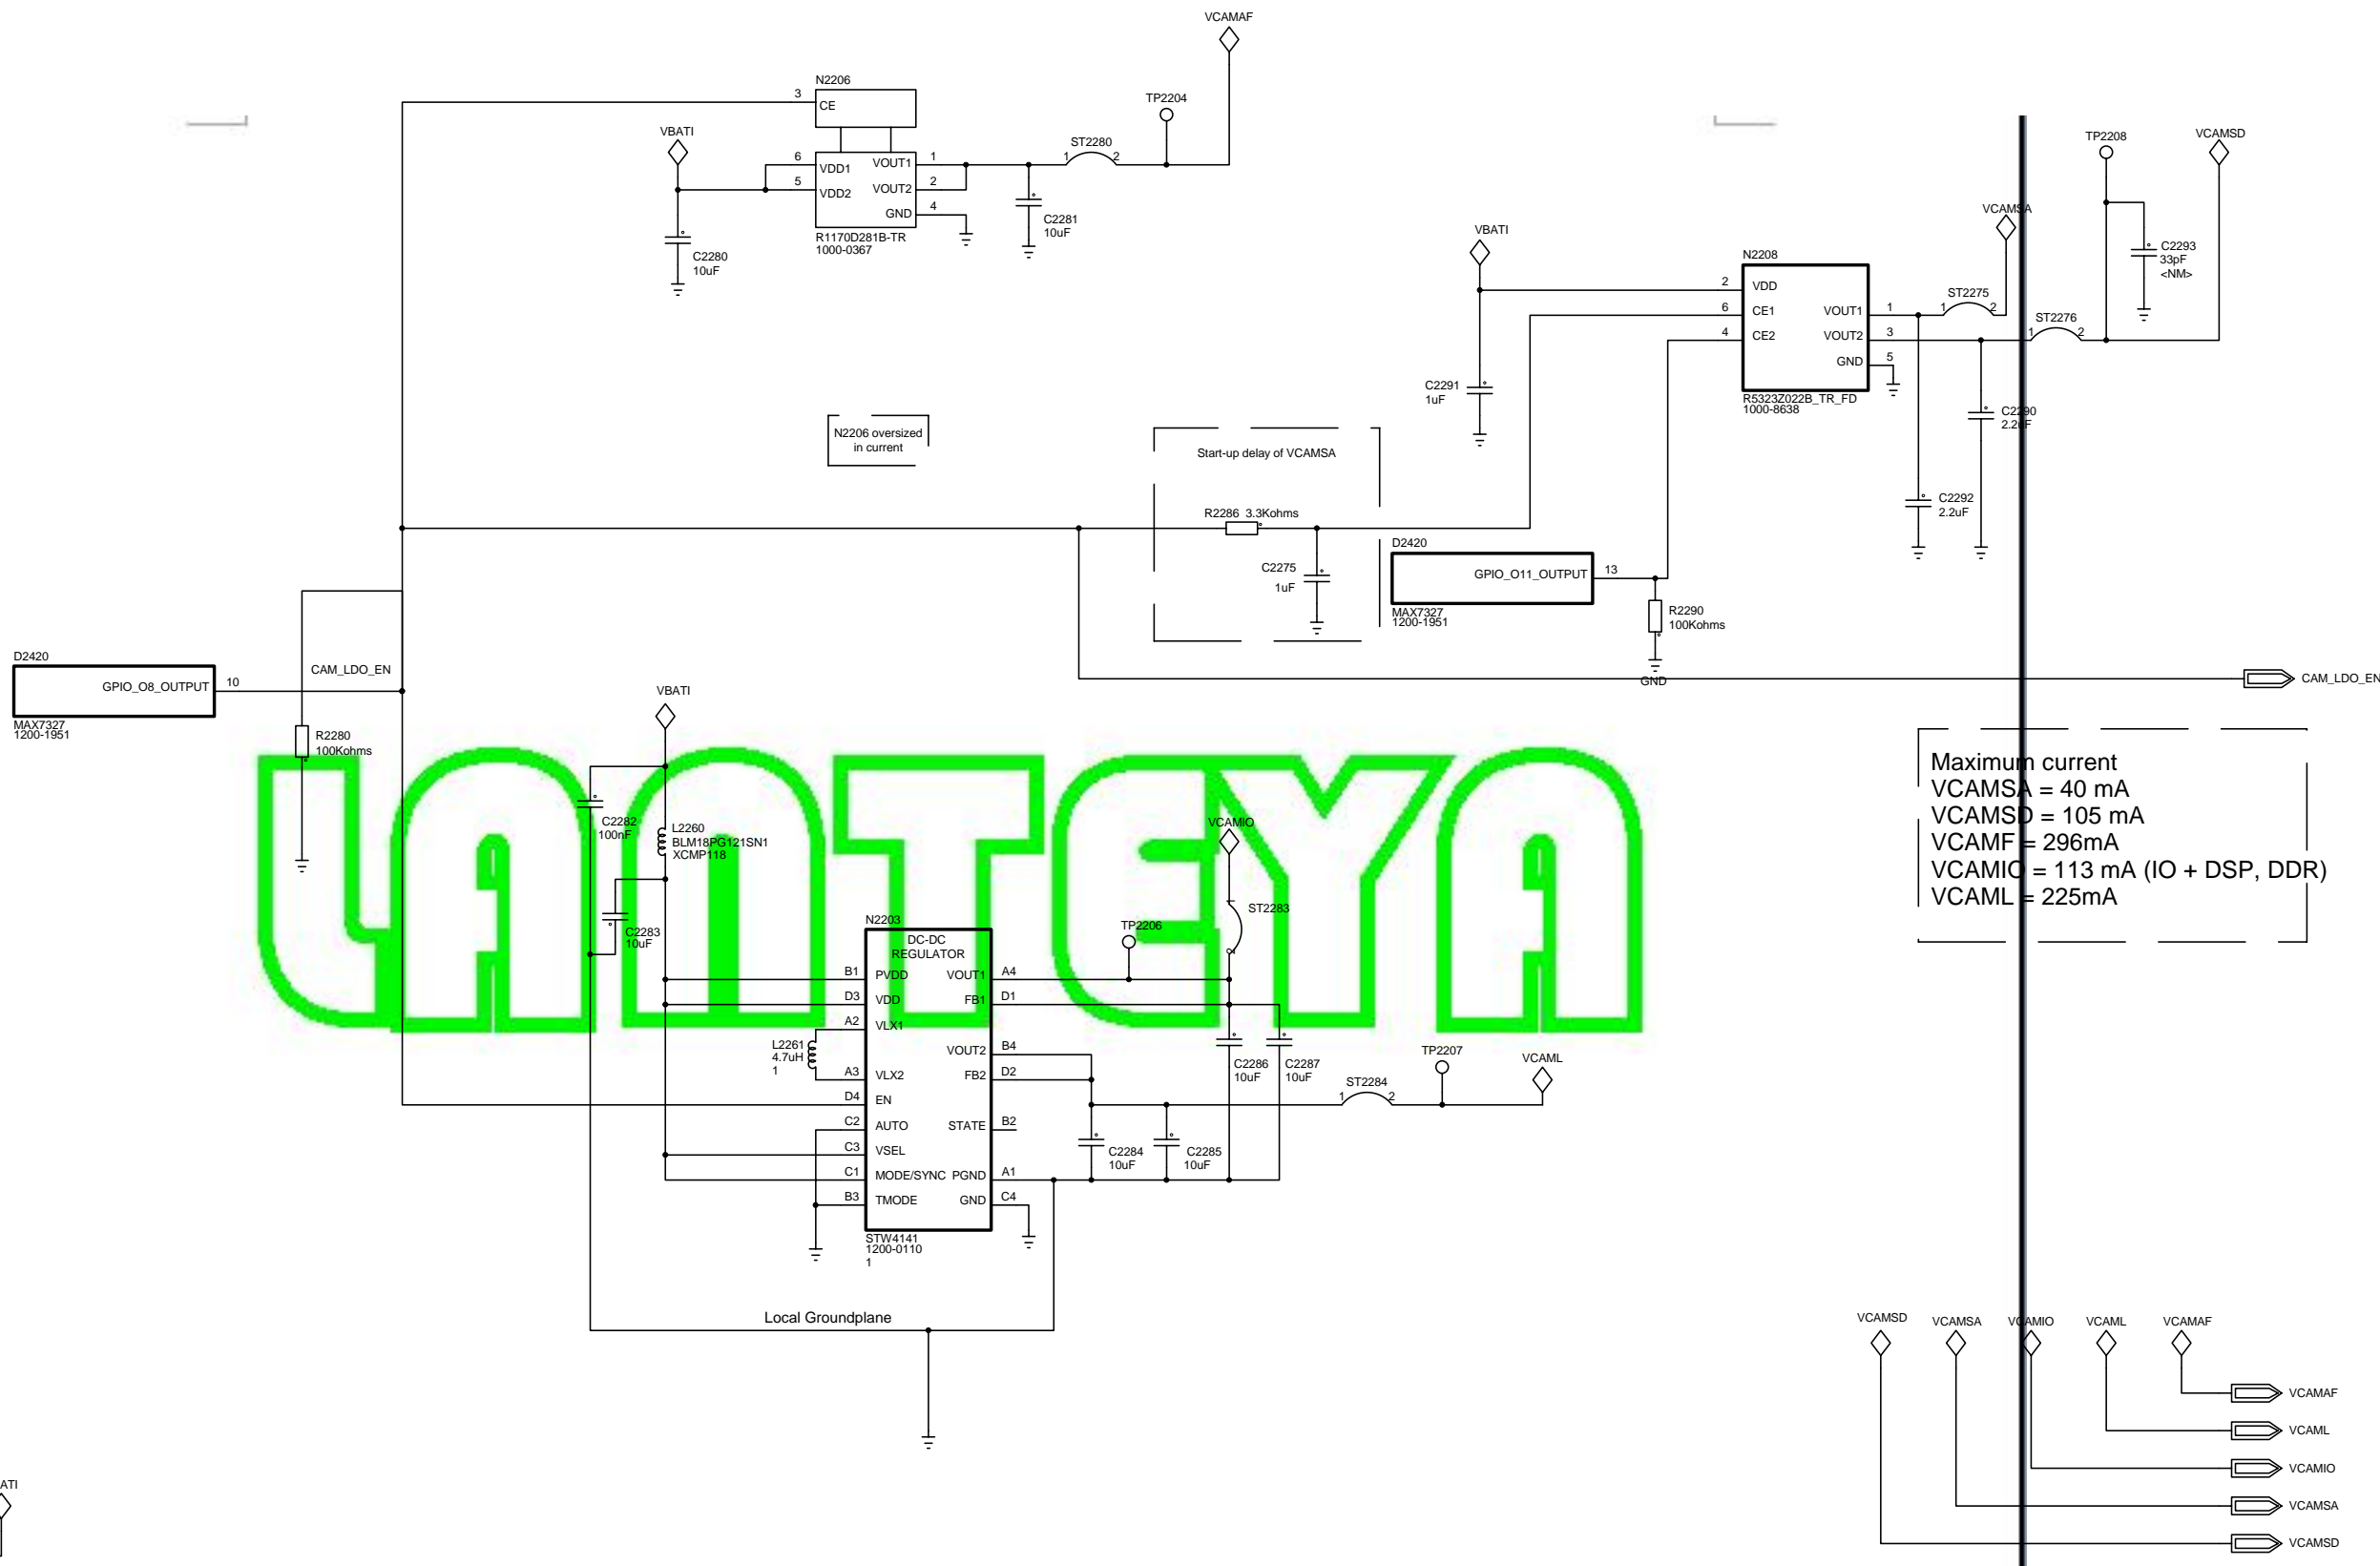 VCAMAF
N2206
3
CE
TP2204
VBATI
ST2280
1
2
6
VDD1
VOUT1
1
5
VDD2
VOUT2
2
GND
4
C2281
10uF
R1170D281B-TR
1000-0367
C2280
10uF
TP2208
VCAMSD
VCAMSA
VBATI
C2293
33pF
<NM>
N2208
2
VDD
ST2275
1
2
6
CE1
VOUT1
1
ST2276
1
2
4
CE2
VOUT2
3
GND
5
C2291
1uF
R5323Z022B_TR_FD
1000-8638
C2290
2.2uF
N2206 oversized
in current
Start-up delay of VCAMSA
C2292
2.2uF
R2286 3.3Kohms
D2420
C2275
1uF
GPIO_O11_OUTPUT
13
MAX7327
1200-1951
R2290
100Kohms
GND
D2420
CAM_LDO_EN
GPIO_O8_OUTPUT
10
MAX7327
1200-1951
CAM_LDO_EN
VBATI
R2280
100Kohms
LANTEYA
Maximum current
VCAMSA = 40 mA
VCAMSD = 105 mA
VCAMF = 296mA
VCAMIO = 113 mA (IO + DSP, DDR)
VCAML = 225mA
C2282
100nF
L2260
BLM18PG121SN1
XCMP118
VCAMIO
C2283
10uF
N2203
DC-DC
REGULATOR
TP2206
ST2283
B1
PVDD
VOUT1
A4
D3
VDD
FB1
D1
A2
VLX1
L2261
4.7uH
1
VOUT2
B4
A3
VLX2
FB2
D2
C2286
10uF
C2287
10uF
TP2207
VCAML
ST2284
1
2
D4
EN
C2
AUTO
STATE
B2
C3
VSEL
C2284
10uF
C2285
10uF
C1
MODE/SYNC
PGND
A1
B3
TMODE
GND
C4
STW4141
1200-0110
1
Local Groundplane
VCAMSD
VCAMSA
VCAMIO
VCAML
VCAMAF
VCAMAF
VCAML
VCAMIO
VCAMSA
VCAMSD
ATI